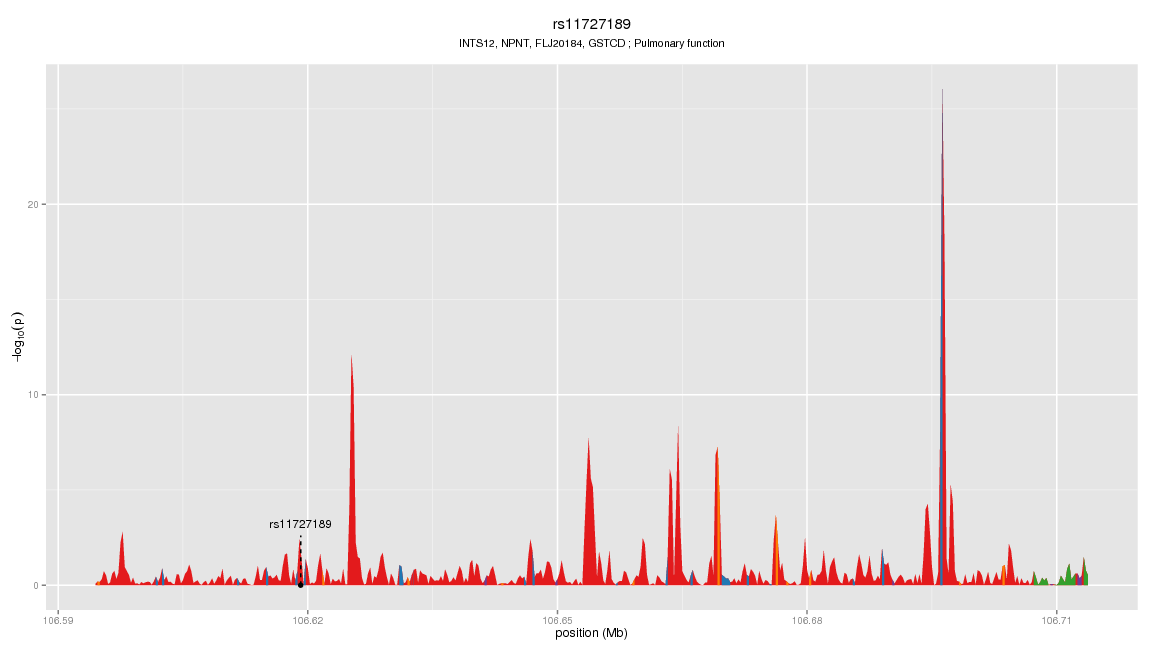 rs11727189
INTS12, NPNT, FLJ20184, GSTCD ; Pulmonary function
−log10(p)
20
10
0
rs11727189
106.59
106.62
106.65
106.68
106.71
position (Mb)